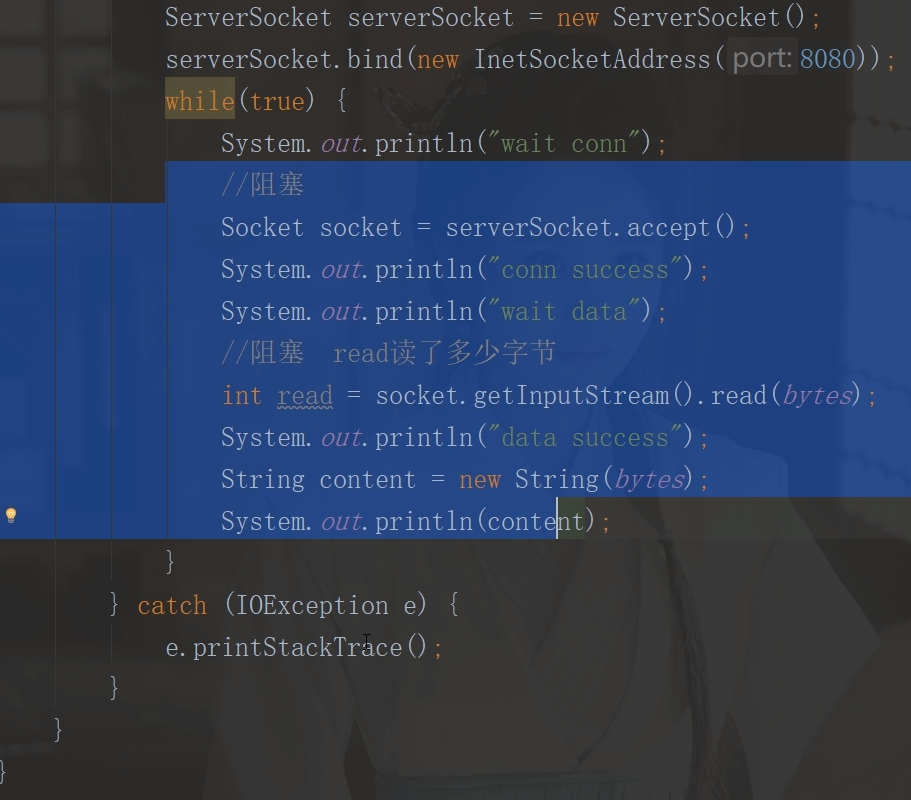 ServerSocket serverSocket = new ServerSocket();
serverSocket.bind(new InetSocketAddress( port: 8080));
while(true) {
System.out.println("wait conn");
//阻塞
Socket socket = serverSocket.accept();
System.out.println("conn success");
System.out.println("wait data");
//阻塞  read读了多少字节
int read = socket.getInputStream().read(bytes);
System.out.println("data success");
String content = new String(bytes);
System.out.println(content);
}
} catch (IOException e) {
e.printStackTrace();
}
}
}